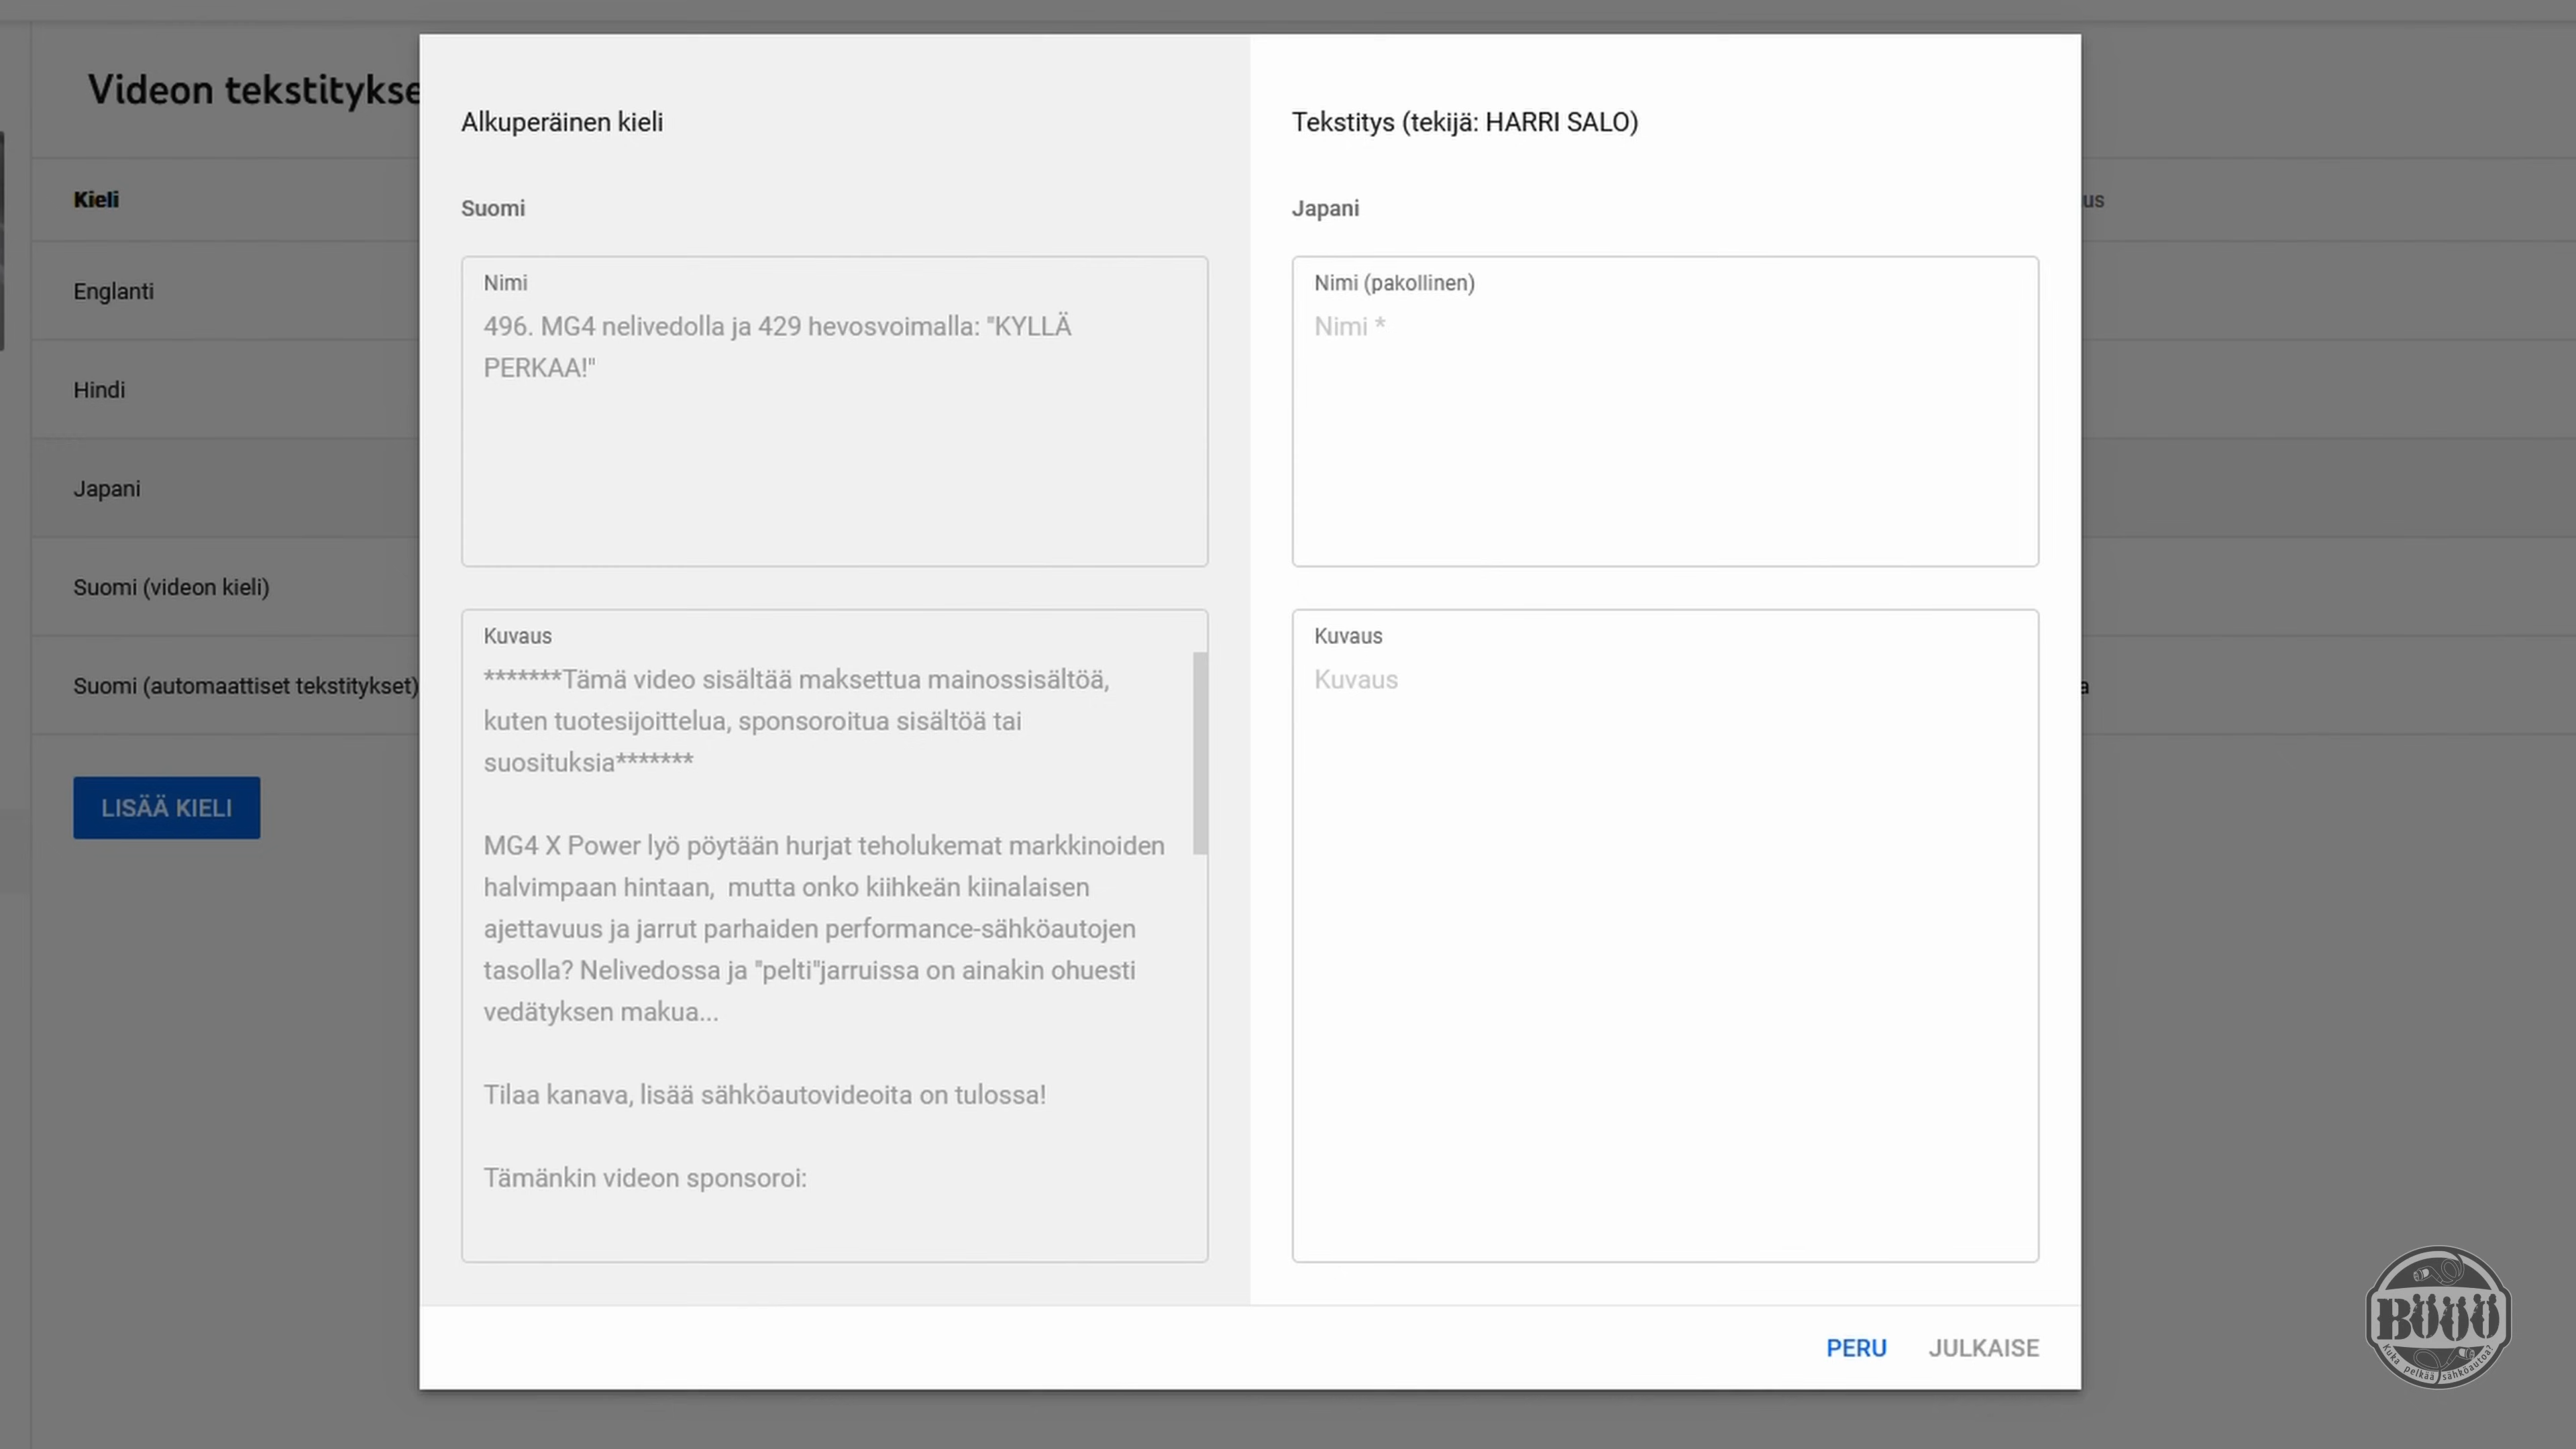 Videon tekstitykse
Kieli
Englanti
Hindi
Japani
Suomi (videon kieli)
Suomi (automaattiset tekstitykset)
LISÄÄ KIELI
Alkuperäinen kieli
Suomi
Nimi
496. MG4 nelivedolla ja 429 hevosvoimalla: "KYLLÄ
PERKAA!"
Kuvaus
*******Tämä video sisältää maksettua mainossisältöä,
kuten tuotesijoittelua, sponsoroitua sisältöä tai
suosituksia*******
MG4 X Power lyö pöytään hurjat teholukemat markkinoiden
halvimpaan hintaan,  mutta onko kiihkeän kiinalaisen
ajettavuus ja jarrut parhaiden performance-sähköautojen
tasolla? Nelivedossa ja "pelti"jarruissa on ainakin ohuesti
vedätyksen makua...
Tilaa kanava, lisää sähköautovideoita on tulossa!
Tämänkin videon sponsoroi:
Tekstitys (tekijä: HARRI SALO)
Japani
Nimi (pakollinen)
Nimi *
Kuvaus
Kuvaus
PERU JULKAISE
us
a
BÖÖÖ
Kuka pelkää sähköautoa?